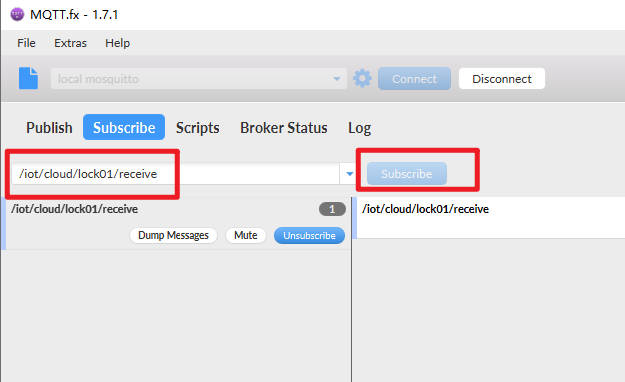 MQTT.fx - 1.7.1
File Extras Help
local mosquitto Connect Disconnect
Publish Subscribe Scripts Broker Status Log
/iot/cloud/lock01/receive Subscribe
/iot/cloud/lock01/receive 1 /iot/cloud/lock01/receive
Dump Messages Mute Unsubscribe